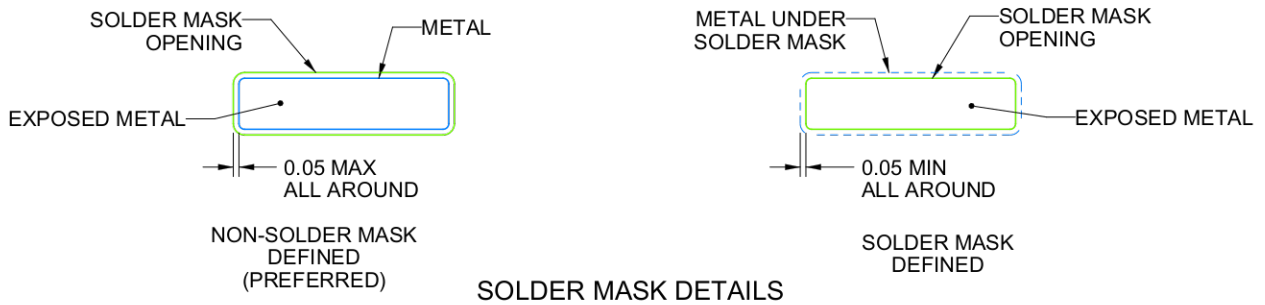 SOLDER MASK
OPENING
METAL
EXPOSED METAL
0.05 MAX
ALL AROUND
NON-SOLDER MASK
DEFINED
(PREFERRED)
METAL UNDER
SOLDER MASK
SOLDER MASK
OPENING
EXPOSED METAL
0.05 MIN
ALL AROUND
SOLDER MASK
DEFINED
SOLDER MASK DETAILS